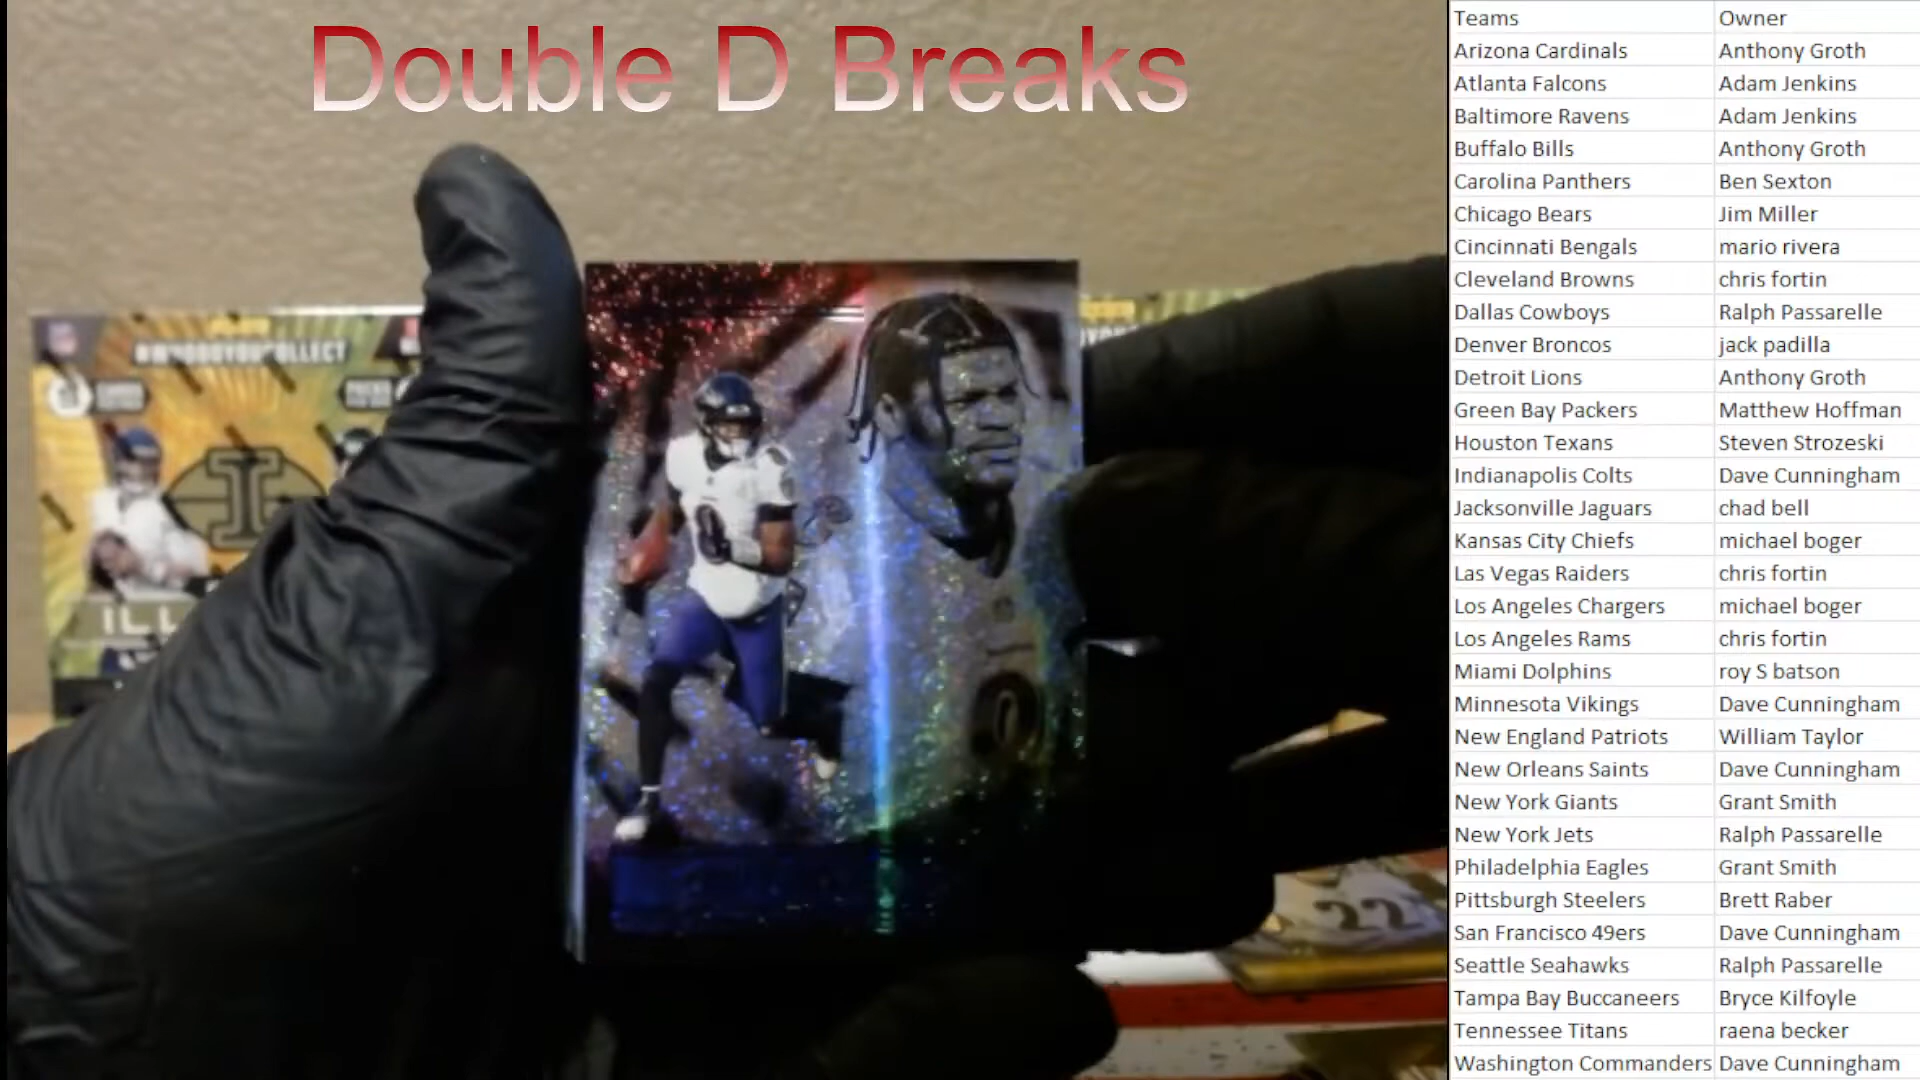 Double D Breaks
#WHODOYOUCOLLECT
ILL
22
Teams Owner
Arizona Cardinals Anthony Groth
Atlanta Falcons Adam Jenkins
Baltimore Ravens Adam Jenkins
Buffalo Bills Anthony Groth
Carolina Panthers Ben Sexton
Chicago Bears Jim Miller
Cincinnati Bengals mario rivera
Cleveland Browns chris fortin
Dallas Cowboys Ralph Passarelle
Denver Broncos jack padilla
Detroit Lions Anthony Groth
Green Bay Packers Matthew Hoffman
Houston Texans Steven Strozeski
Indianapolis Colts Dave Cunningham
Jacksonville Jaguars chad bell
Kansas City Chiefs michael boger
Las Vegas Raiders chris fortin
Los Angeles Chargers michael boger
Los Angeles Rams chris fortin
Miami Dolphins roy S batson
Minnesota Vikings Dave Cunningham
New England Patriots William Taylor
New Orleans Saints Dave Cunningham
New York Giants Grant Smith
New York Jets Ralph Passarelle
Philadelphia Eagles Grant Smith
Pittsburgh Steelers Brett Raber
San Francisco 49ers Dave Cunningham
Seattle Seahawks Ralph Passarelle
Tampa Bay Buccaneers Bryce Kilfoyle
Tennessee Titans raena becker
Washington Commanders Dave Cunningham